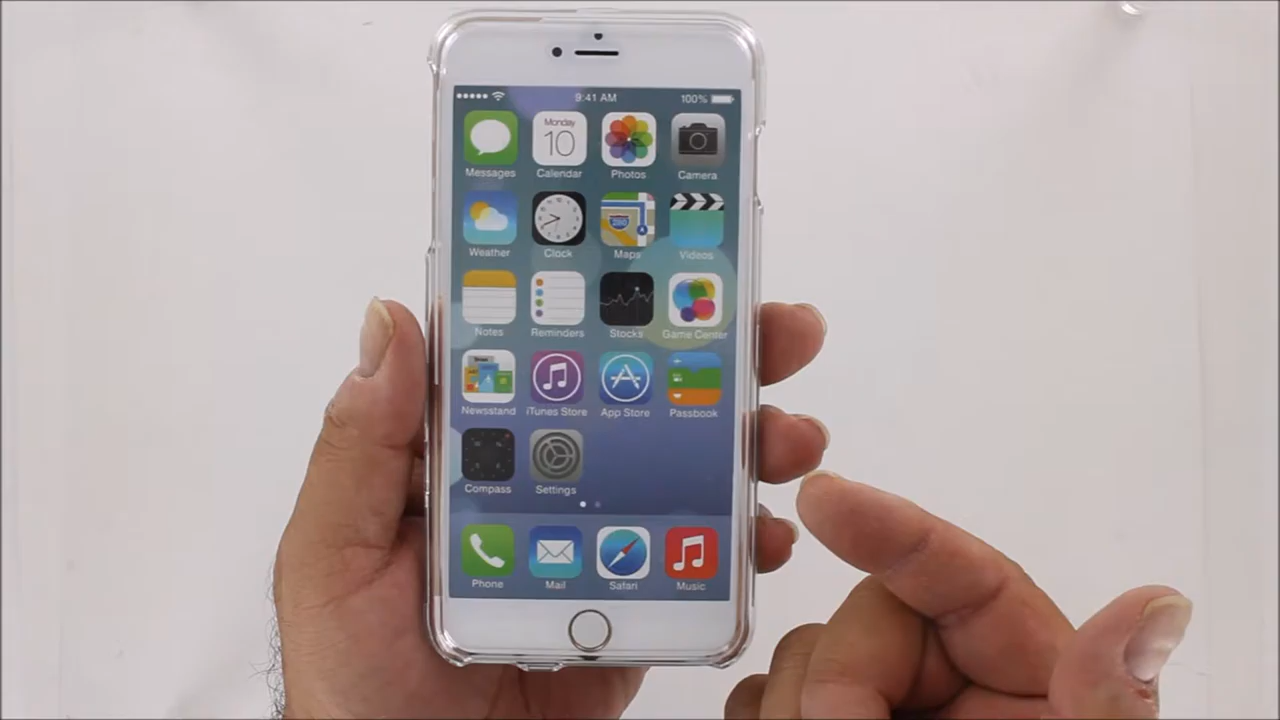 9:41 AM 100%
Monday
10
Messages Calendar Photos Camera
280
Weather Clock Maps Videos
Notes Reminders Stocks Game Center
Newsstand iTunes Store App Store Passbook
Compass Settings
Phone Mail Safari Music